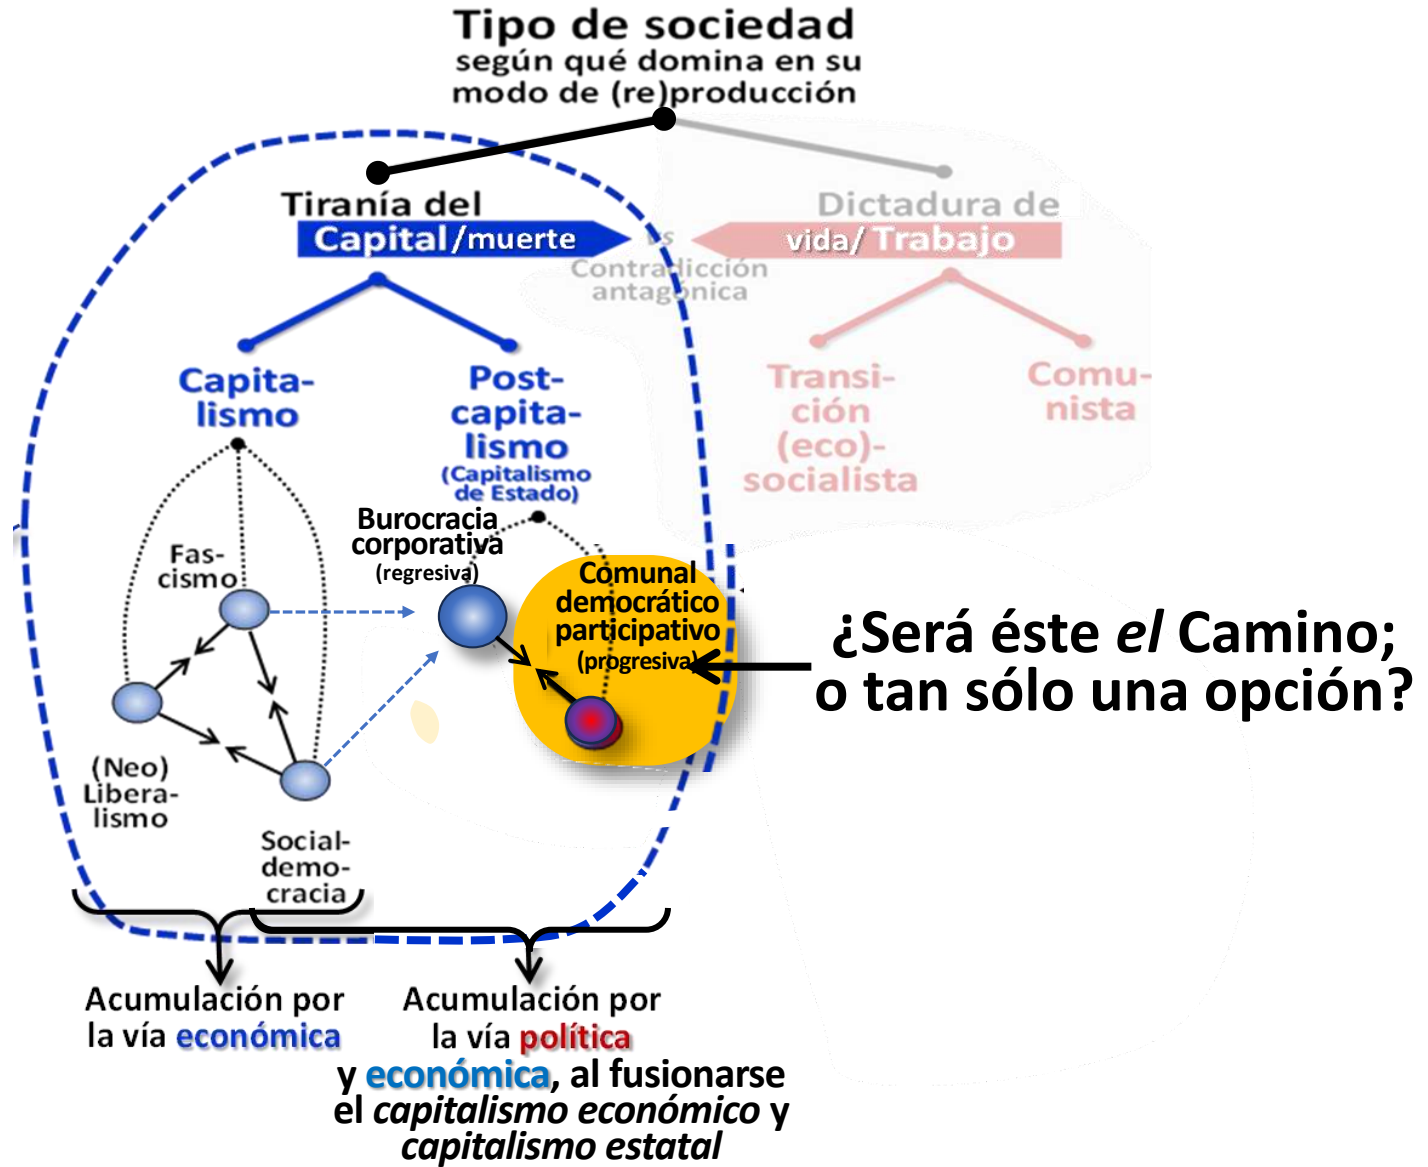 Tipo de sociedad
según qué domina en su
modo de (re)producción
Tiranía del
Capital/muerte
vs
Contradicción
antagónica
Dictadura de
vida/ Trabajo
Capita-
lismo
Post-
capita-
lismo
(Capitalismo
de Estado)
Transi-
ción
(eco)-
socialista
Comu-
nista
Fas-
cismo
Burocracia
corporativa
(regresiva)
Comunal
democrático
participativo
(progresiva)
¿Será éste el Camino;
o tan sólo una opción?
(Neo)
Libera-
lismo
Social-
demo-
cracia
Acumulación por
la vía económica
Acumulación por
la vía política
y económica, al fusionarse
el capitalismo económico y
capitalismo estatal